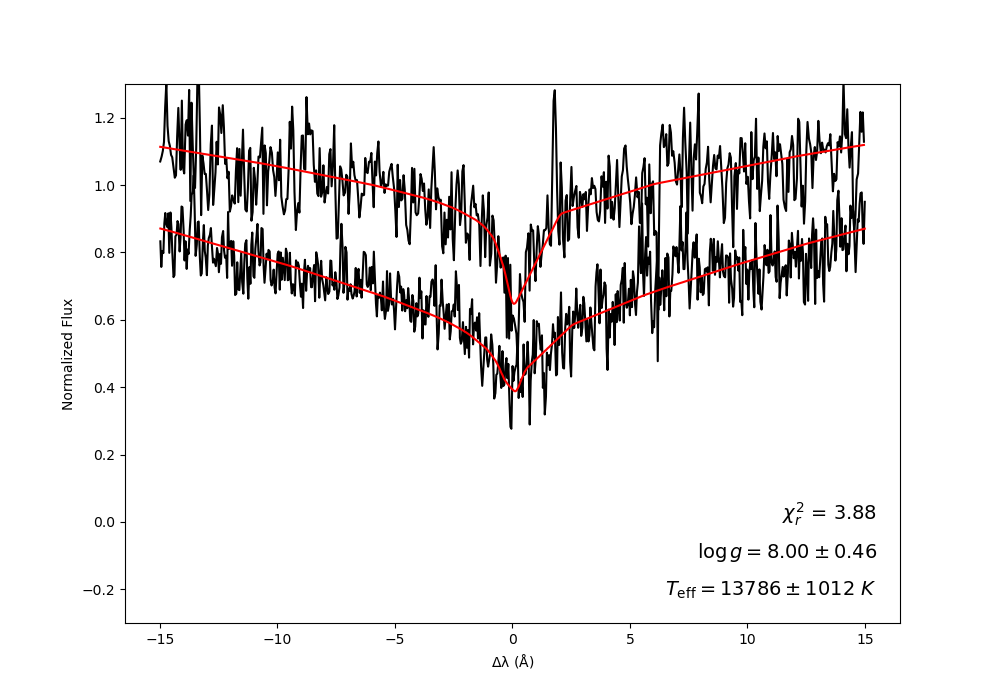 1.2
1.0
0.8
0.6
0.4
0.2
0.0
−0.2
Normalized Flux
χ²ᵣ = 3.88
log g = 8.00 ± 0.46
T_eff = 13786 ± 1012 K
−15 −10 −5 0 5 10 15
Δλ (Å)